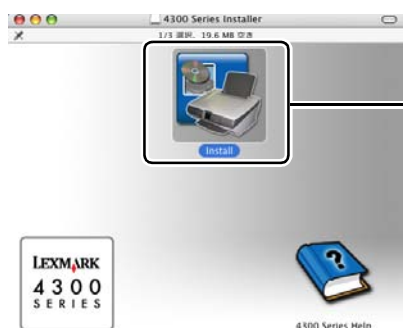 4300 Series Installer
1/3 選択、19.6 MB 空き
Install
LEXMARK
4300
SERIES
4300 Series Help